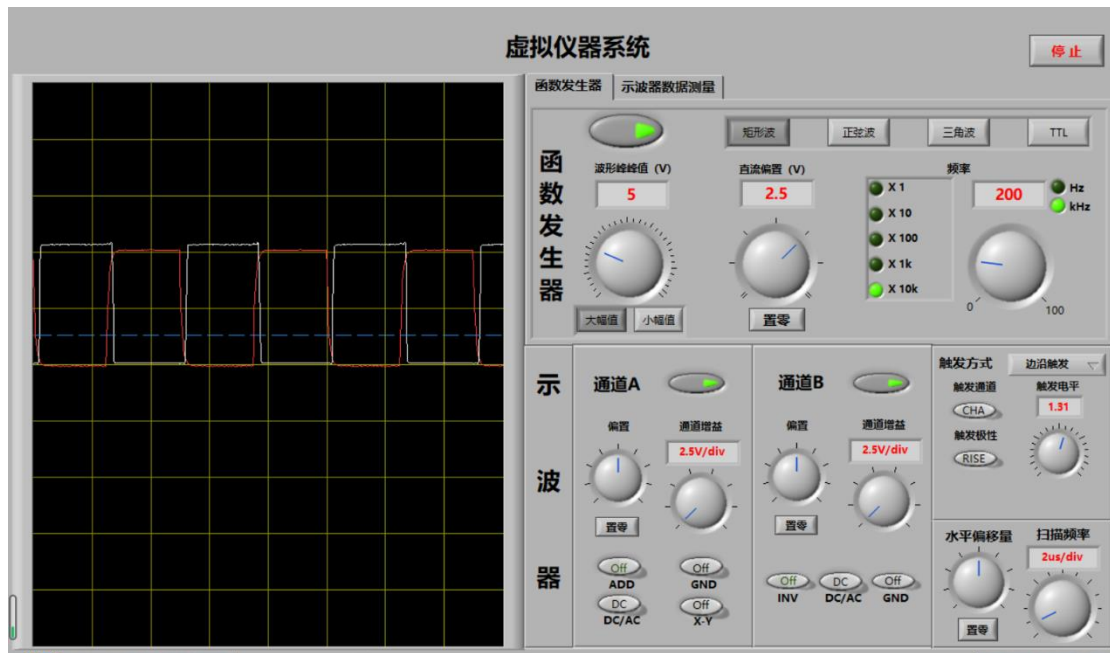 虚拟仪器系统
停止
函数发生器 示波器数据测量
函数发生器
矩形波 正弦波 三角波 TTL
波形峰峰值 (V) 直流偏置 (V) 频率
5 2.5 200
Hz
kHz
X 1
X 10
X 100
X 1k
X 10k
0 100
大幅值 小幅值 置零
示波器
通道A
偏置 通道增益
2.5V/div
置零
Off Off
ADD GND
DC Off
DC/AC X-Y
通道B
偏置 通道增益
2.5V/div
置零
Off DC Off
INV DC/AC GND
触发方式 边沿触发
触发通道 触发电平
CHA 1.31
触发极性
RISE
水平偏移量 扫描频率
2us/div
置零